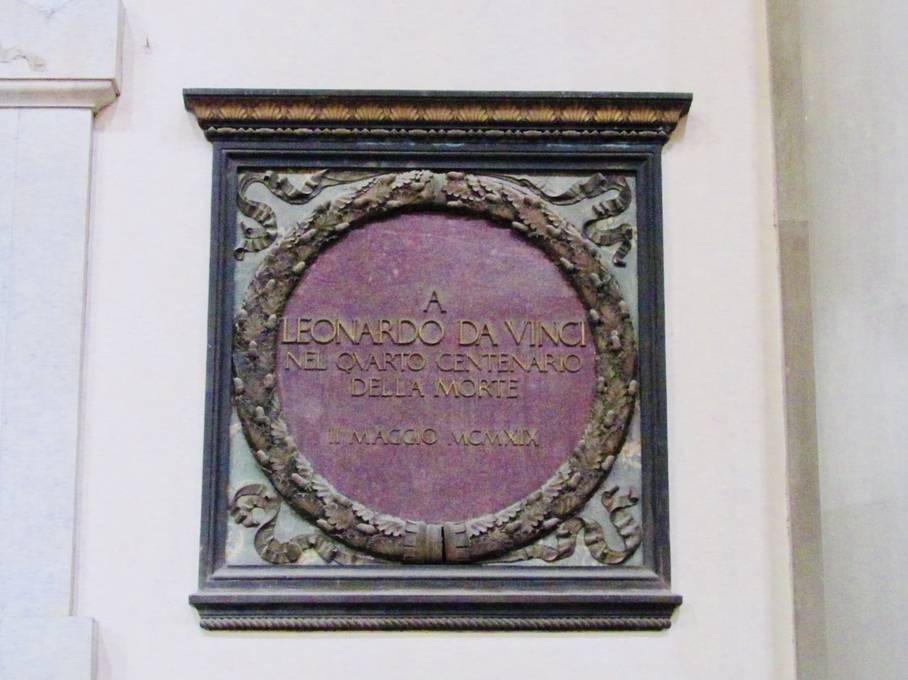 A
LEONARDO DA VINCI
NEL QVARTO CENTENARIO
DELLA MORTE
II MAGGIO MCMXIX